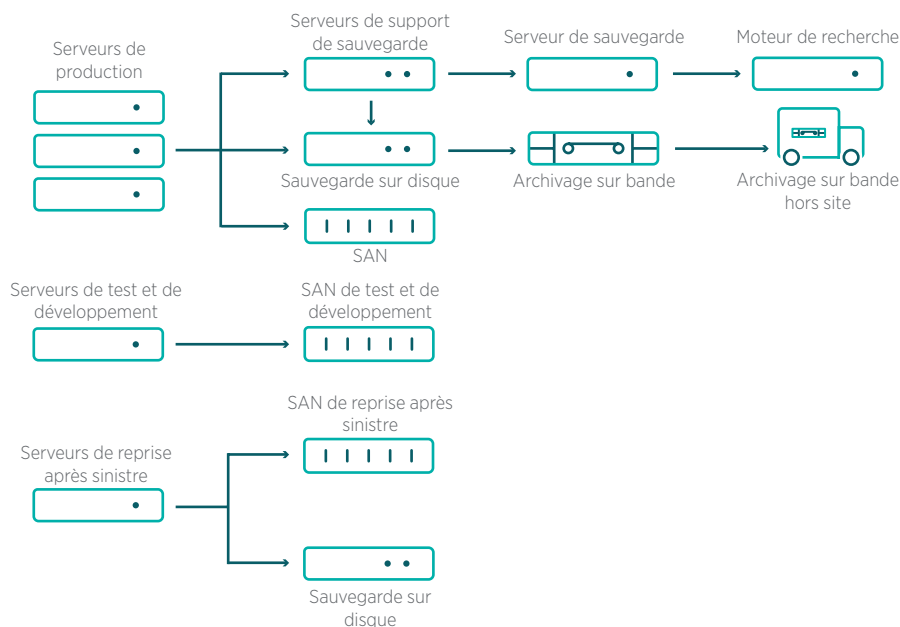 Serveurs de
production
Serveurs de support
de sauvegarde
Serveur de sauvegarde
Moteur de recherche
Sauvegarde sur disque
Archivage sur bande
Archivage sur bande
hors site
SAN
Serveurs de test et de
développement
SAN de test et de
développement
SAN de reprise après
sinistre
Serveurs de reprise
après sinistre
Sauvegarde sur
disque